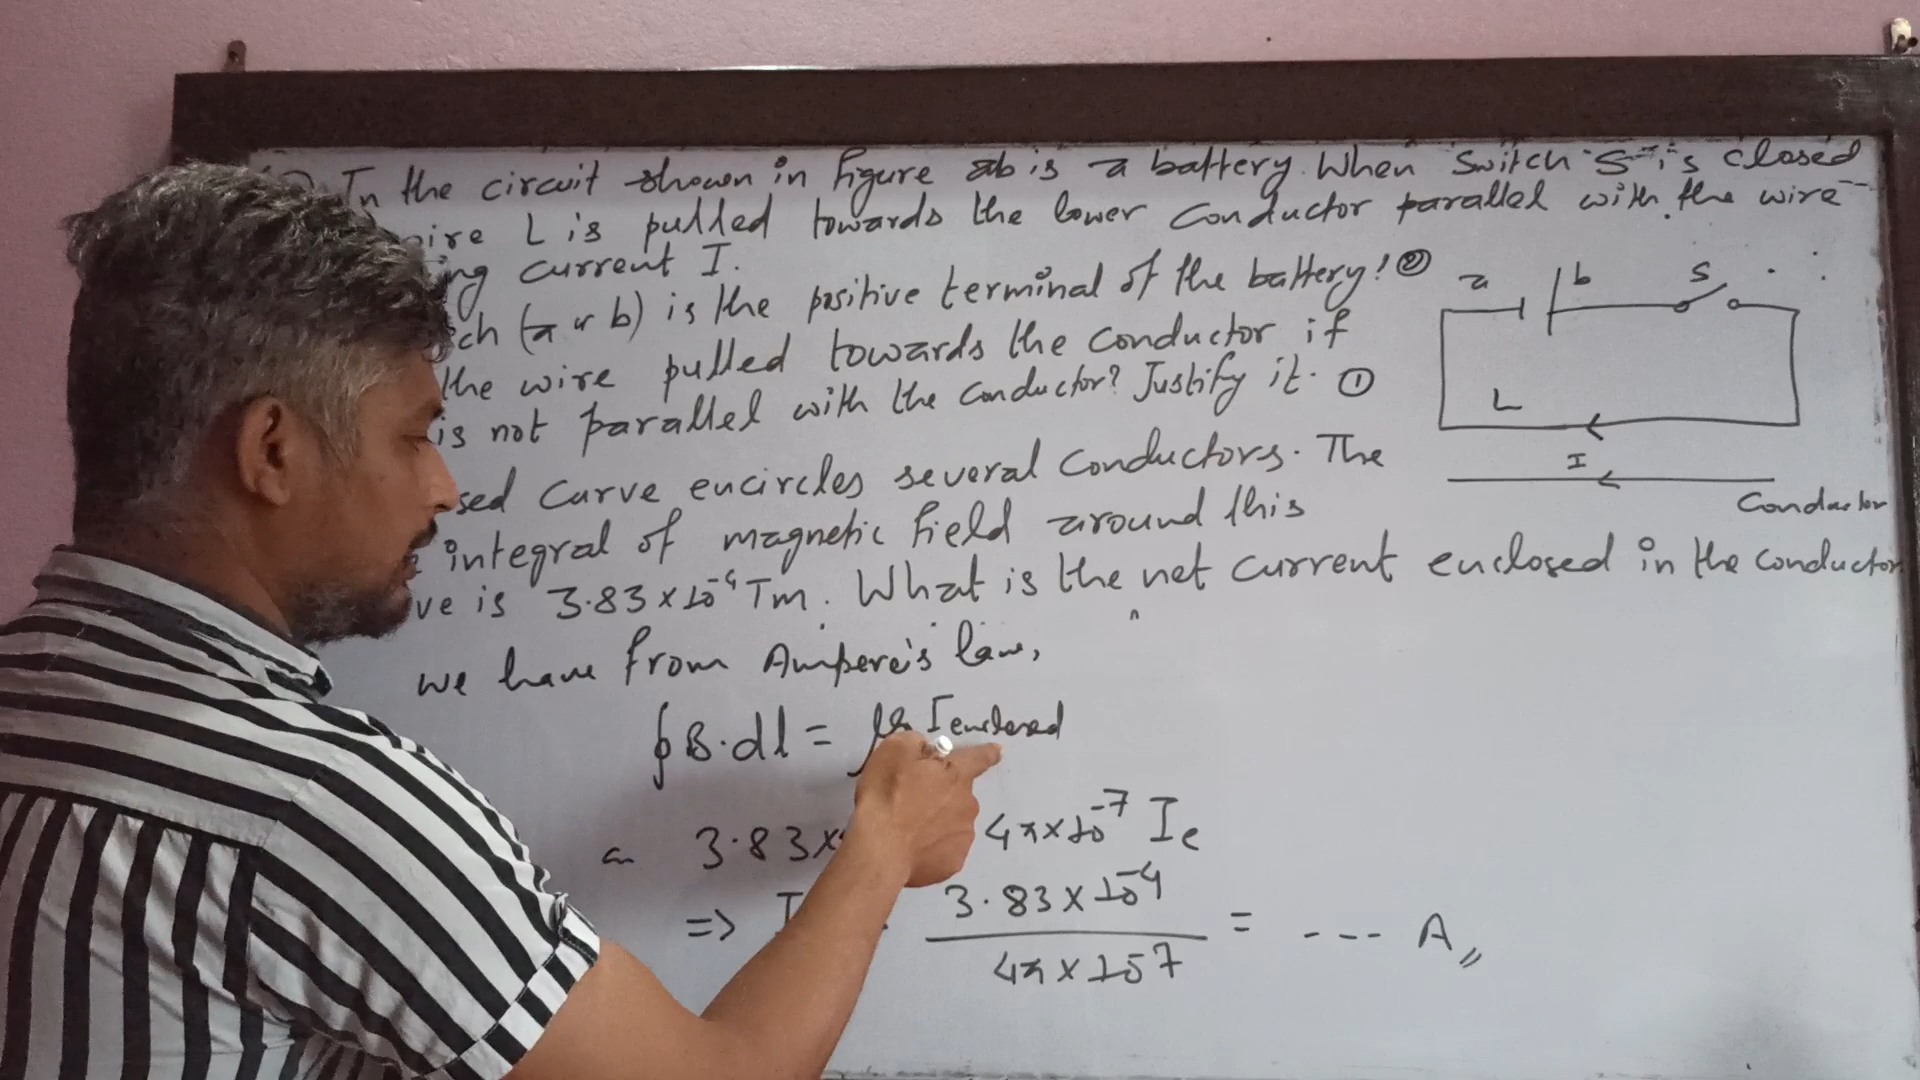 In the circuit shown in figure ab is a battery. When switch S is closed
wire L is pulled towards the lower conductor parallel with the wire
ing current I.
ch (a or b) is the positive terminal of the battery? ②
the wire pulled towards the conductor if
is not parallel with the conductor? Justify it. ①
a b S
L
I
Conductor
sed curve encircles several conductors. The
integral of magnetic field around this
ve is 3.83 × 10⁻⁴ Tm. What is the net current enclosed in the conductor
we have from Ampere's law,
∮B·dl = μ₀ I enclosed
3.83× 4π×10⁻⁷ Ie
=> I 3.83 × 10⁻⁴ / 4π × 10⁻⁷ = --- A